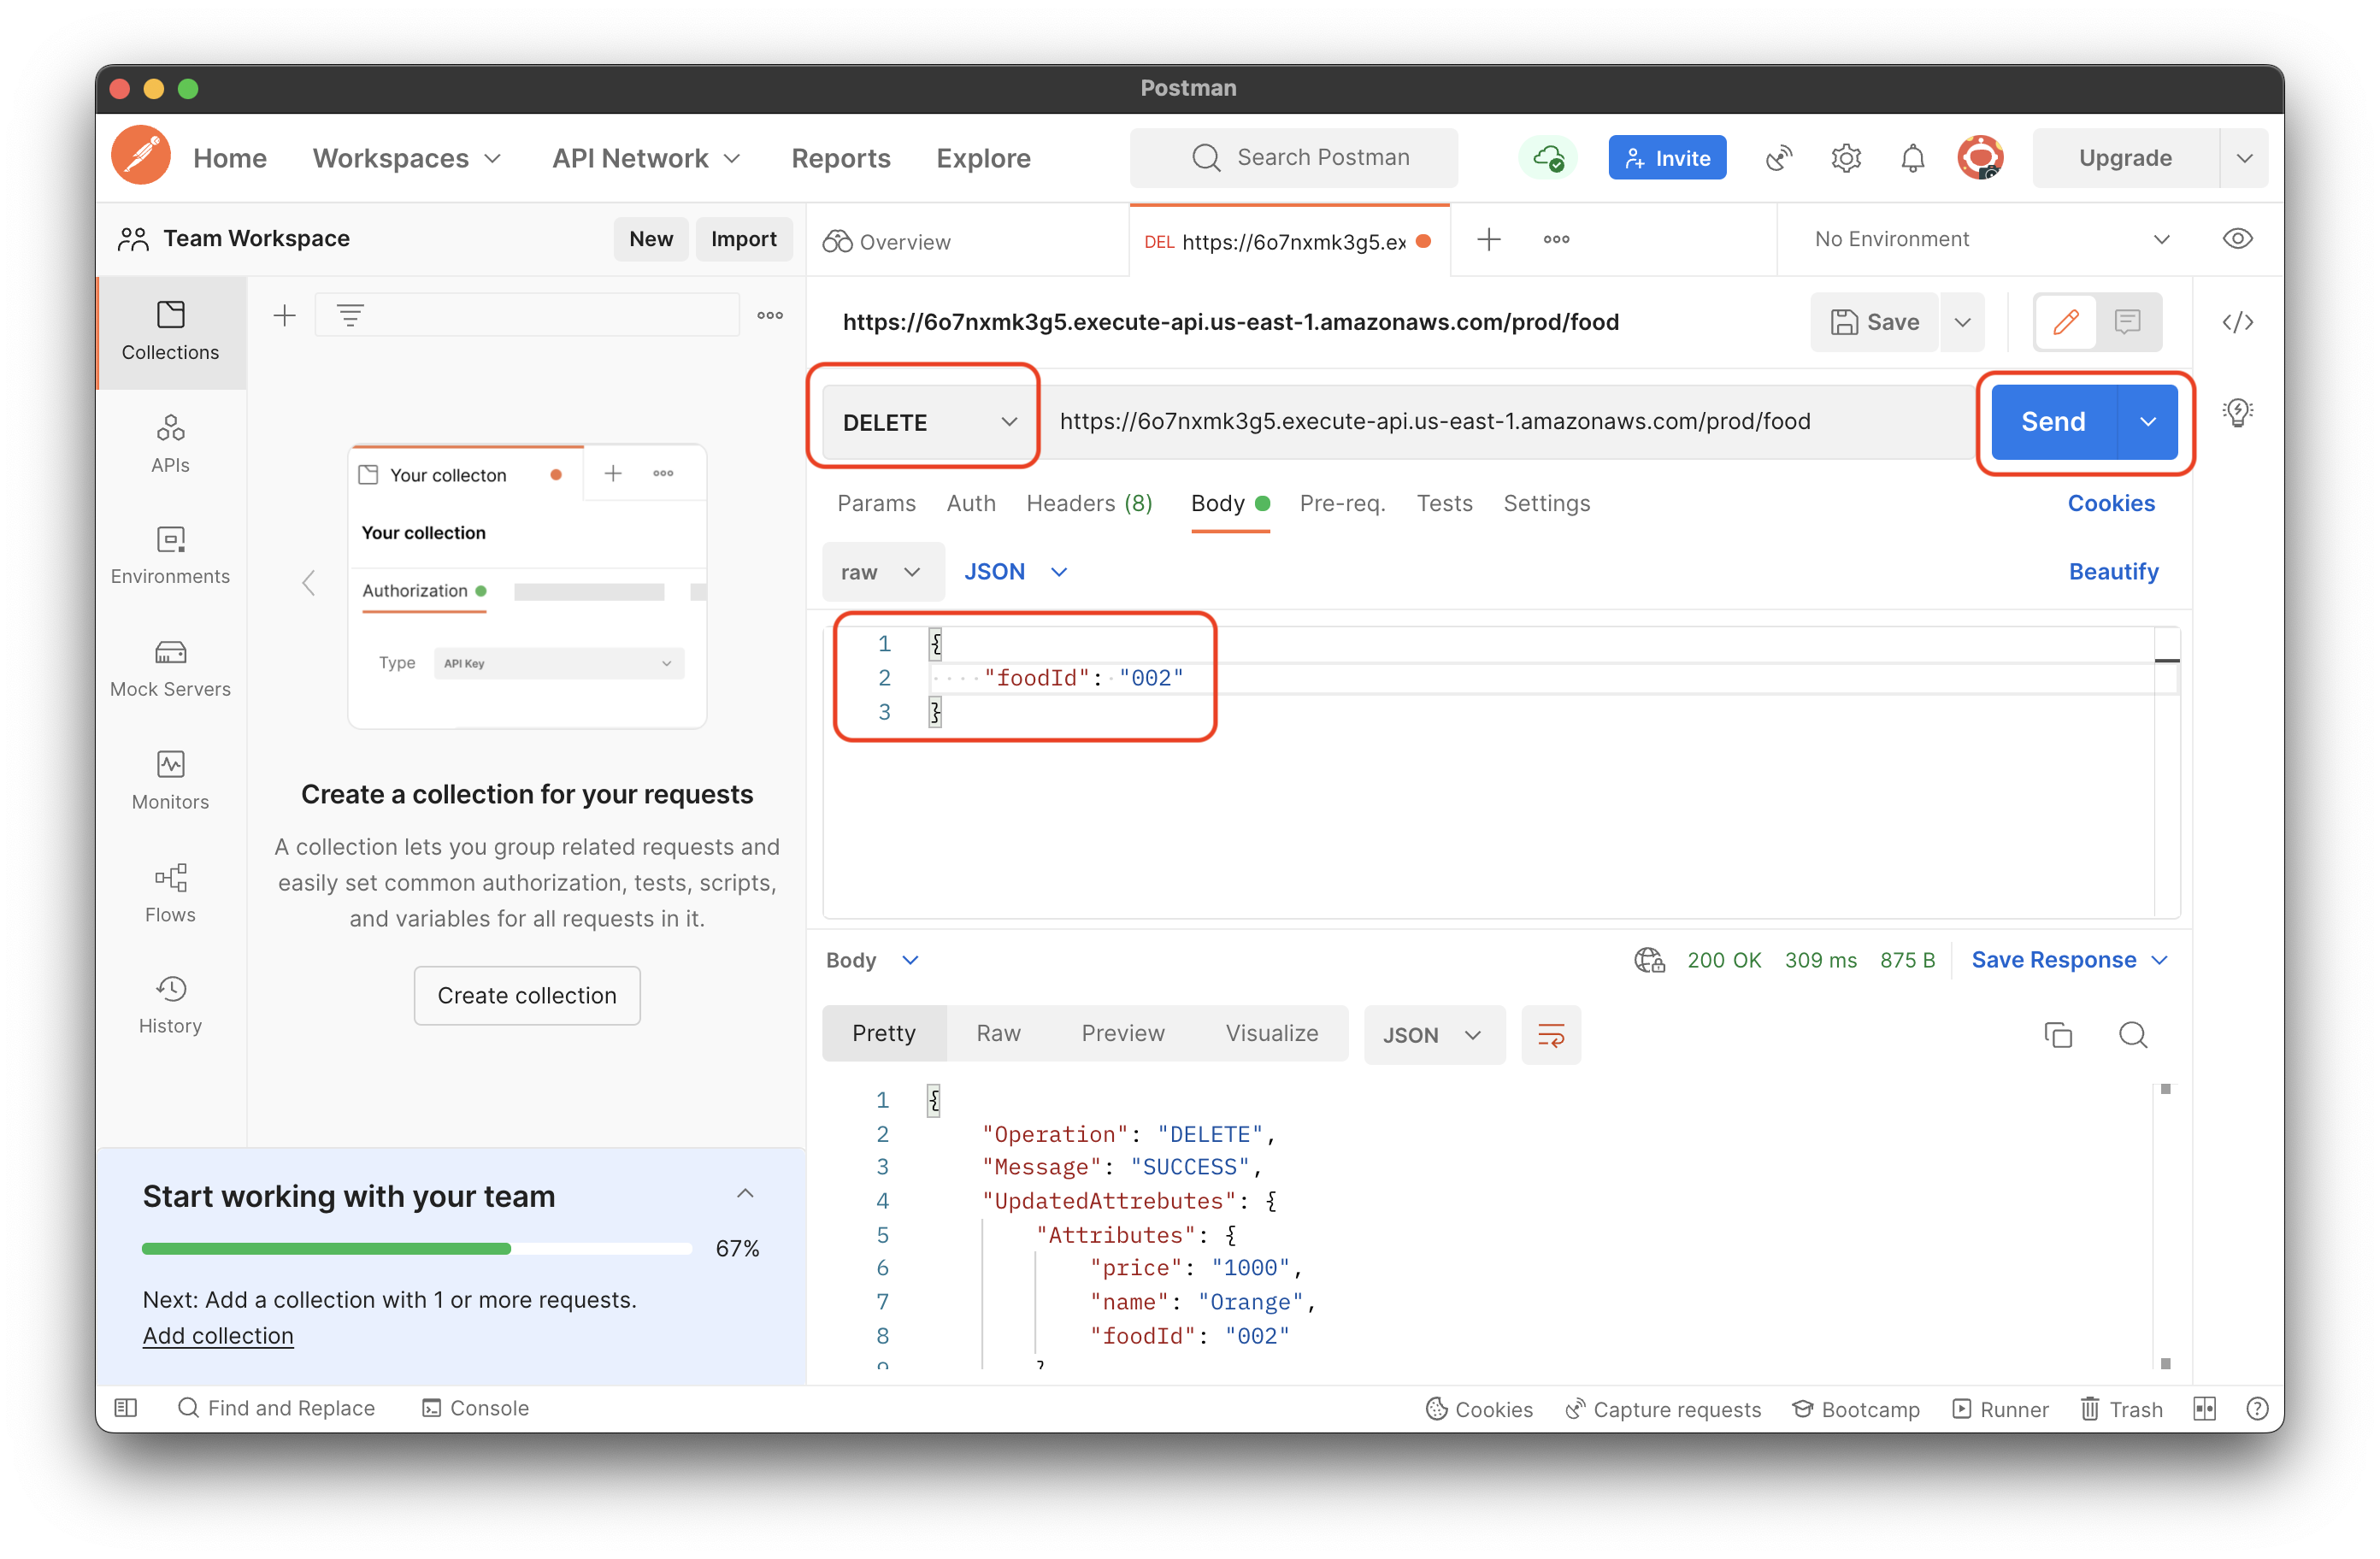 Postman
Home Workspaces API Network Reports Explore Search Postman Invite Upgrade
Team Workspace New Import
Overview DEL https://6o7nxmk3g5.ex No Environment
Collections
APIs
Environments
Mock Servers
Monitors
Flows
History
Your collecton
Your collection
Authorization
Type API Key
Create a collection for your requests
A collection lets you group related requests and
easily set common authorization, tests, scripts,
and variables for all requests in it.
Create collection
Start working with your team
67%
Next: Add a collection with 1 or more requests.
Add collection
https://6o7nxmk3g5.execute-api.us-east-1.amazonaws.com/prod/food Save
DELETE https://6o7nxmk3g5.execute-api.us-east-1.amazonaws.com/prod/food Send
Params Auth Headers (8) Body Pre-req. Tests Settings Cookies
raw JSON Beautify
1 {
2 "foodId": "002"
3 }
Body 200 OK 309 ms 875 B Save Response
Pretty Raw Preview Visualize JSON
1 {
2 "Operation": "DELETE",
3 "Message": "SUCCESS",
4 "UpdatedAttrebutes": {
5 "Attributes": {
6 "price": "1000",
7 "name": "Orange",
8 "foodId": "002"
Find and Replace Console Cookies Capture requests Bootcamp Runner Trash